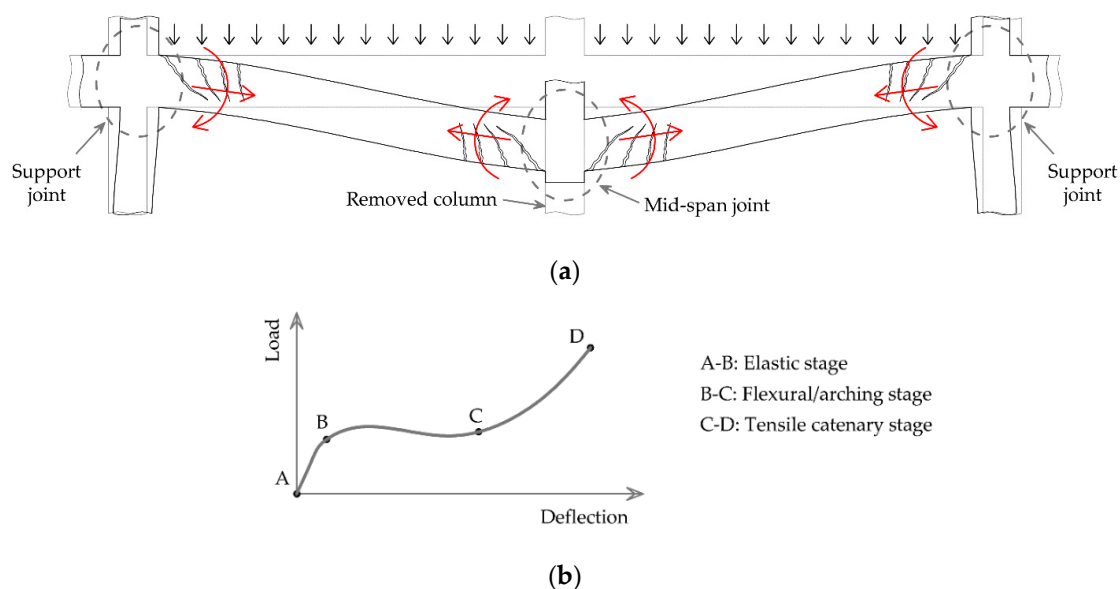 Support
joint
Removed column
Mid-span joint
Support
joint
(a)
Load
Deflection
A
B
C
D
A-B: Elastic stage
B-C: Flexural/arching stage
C-D: Tensile catenary stage
(b)